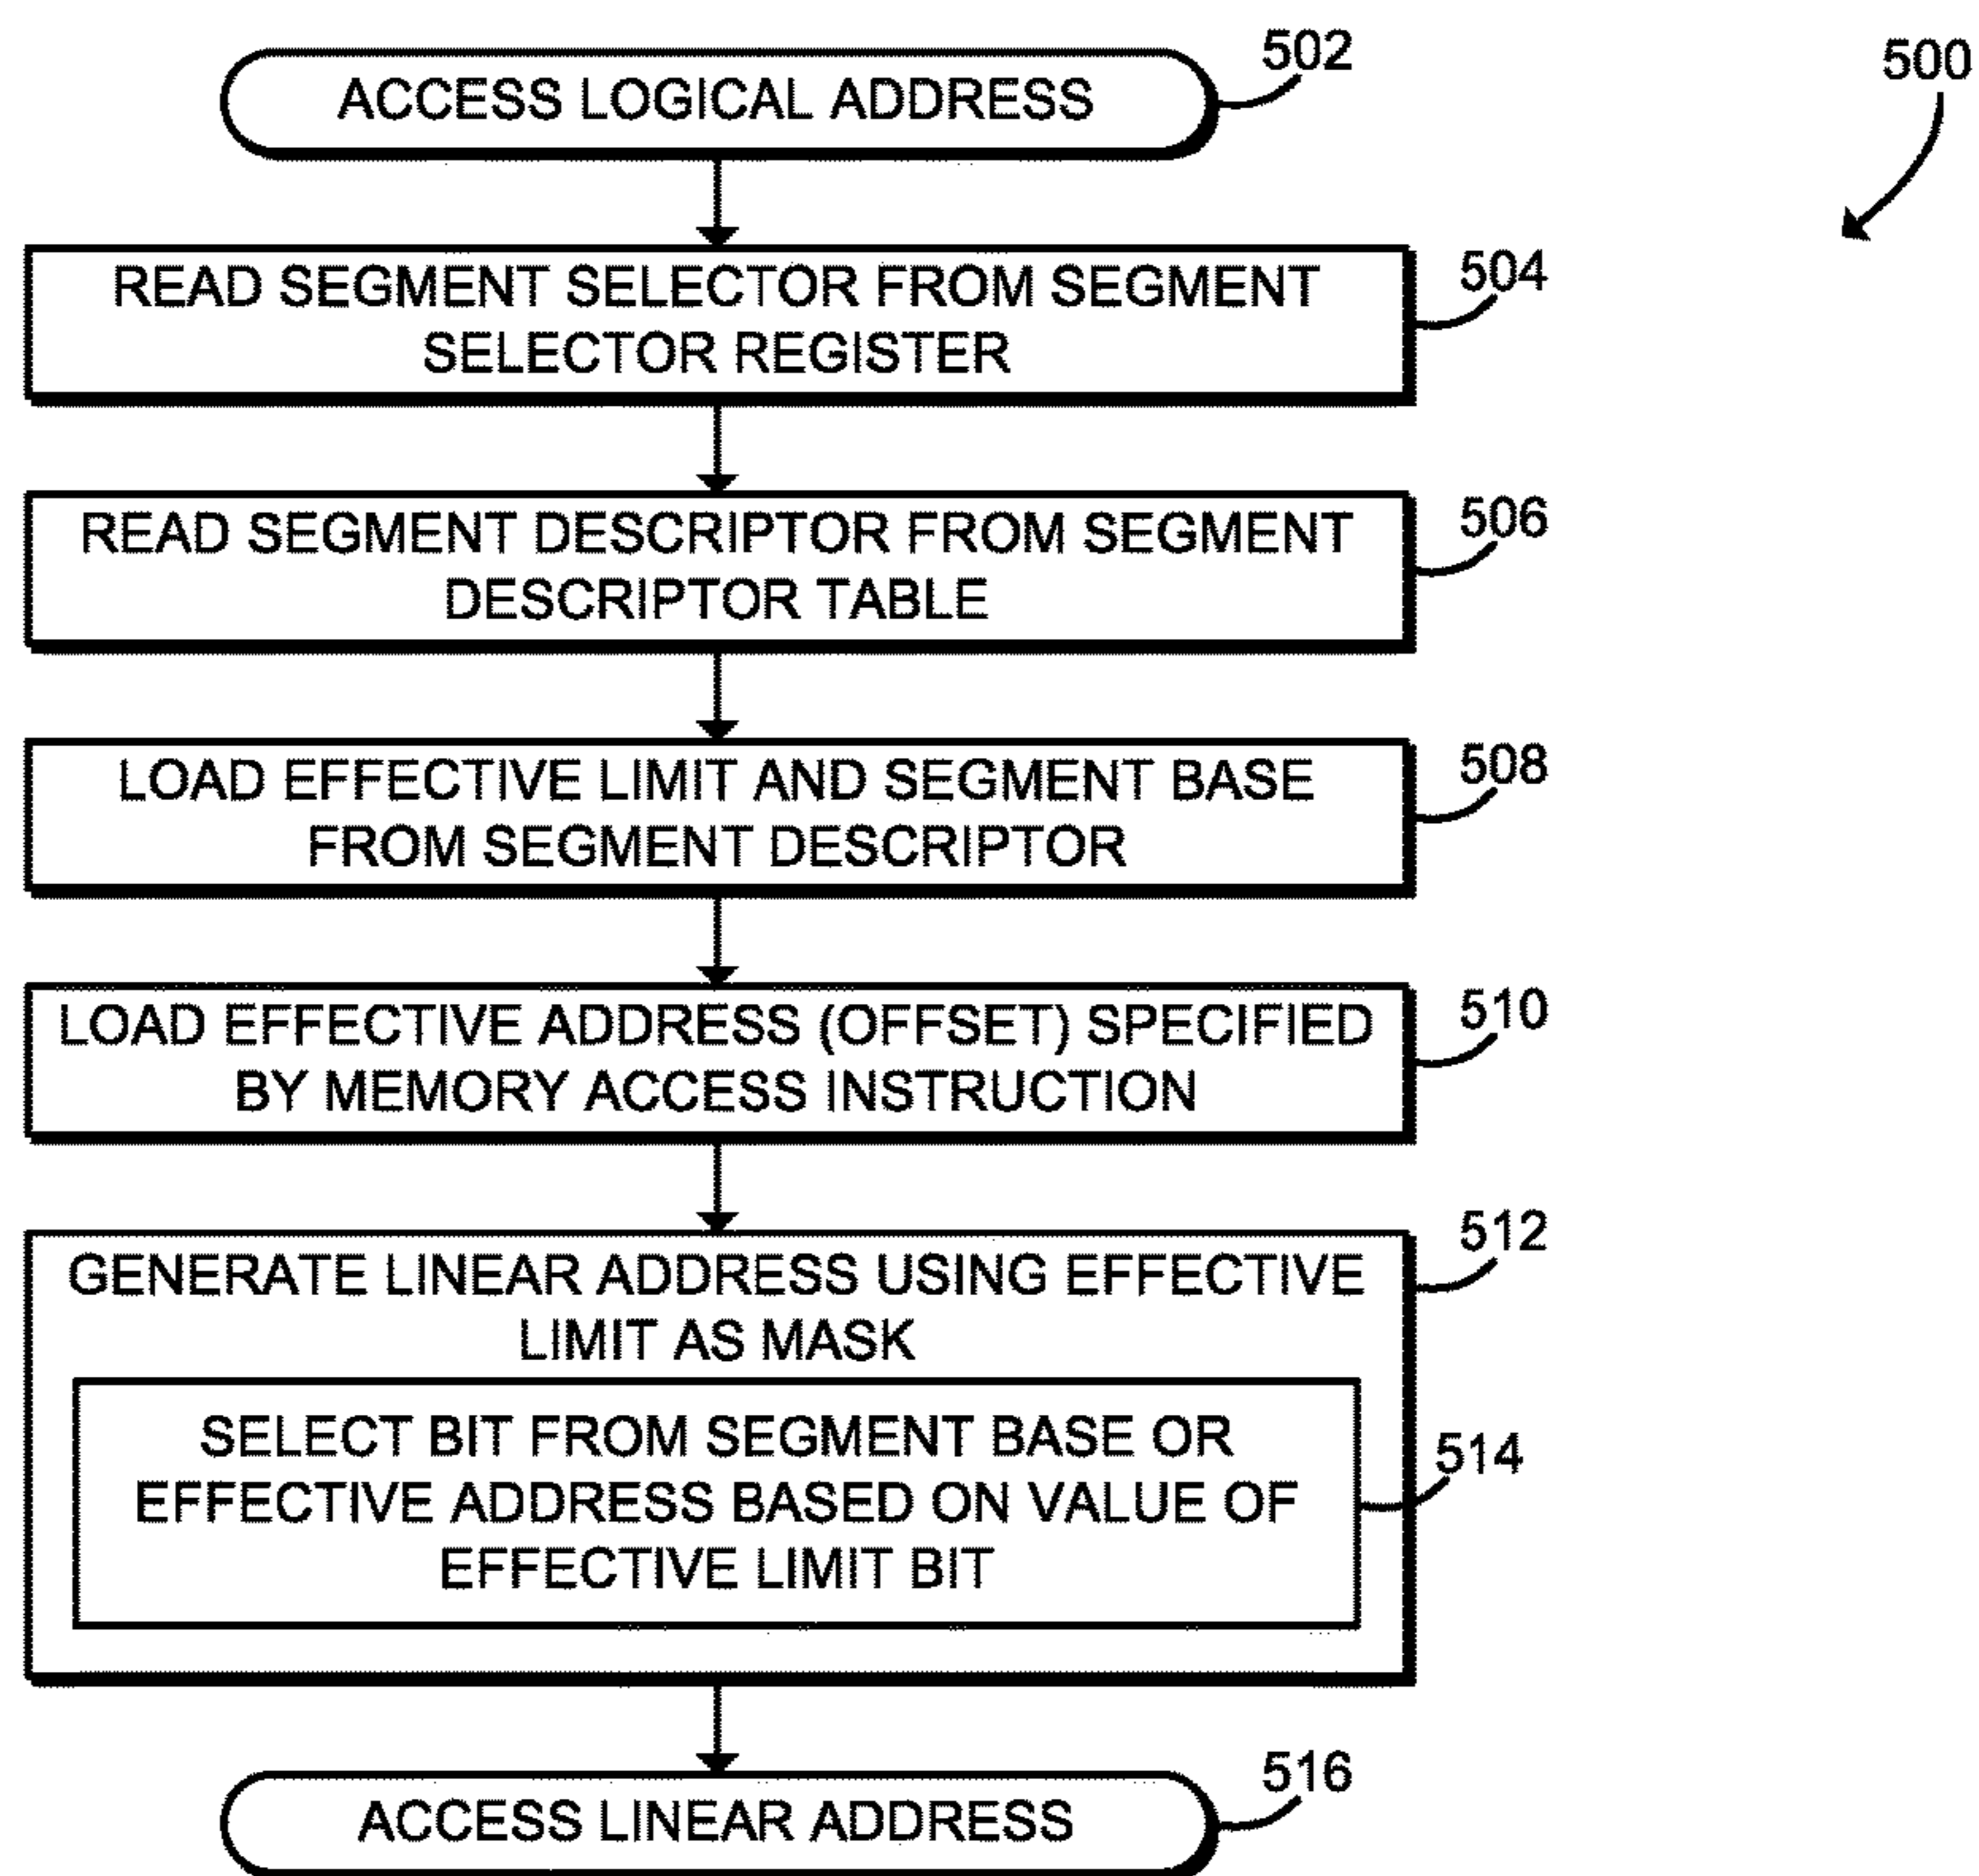 ACCESS LOGICAL ADDRESS
502
500
READ SEGMENT SELECTOR FROM SEGMENT
SELECTOR REGISTER
504
READ SEGMENT DESCRIPTOR FROM SEGMENT
DESCRIPTOR TABLE
506
LOAD EFFECTIVE LIMIT AND SEGMENT BASE
FROM SEGMENT DESCRIPTOR
508
LOAD EFFECTIVE ADDRESS (OFFSET) SPECIFIED
BY MEMORY ACCESS INSTRUCTION
510
GENERATE LINEAR ADDRESS USING EFFECTIVE
LIMIT AS MASK
512
SELECT BIT FROM SEGMENT BASE OR
EFFECTIVE ADDRESS BASED ON VALUE OF
EFFECTIVE LIMIT BIT
514
ACCESS LINEAR ADDRESS
516